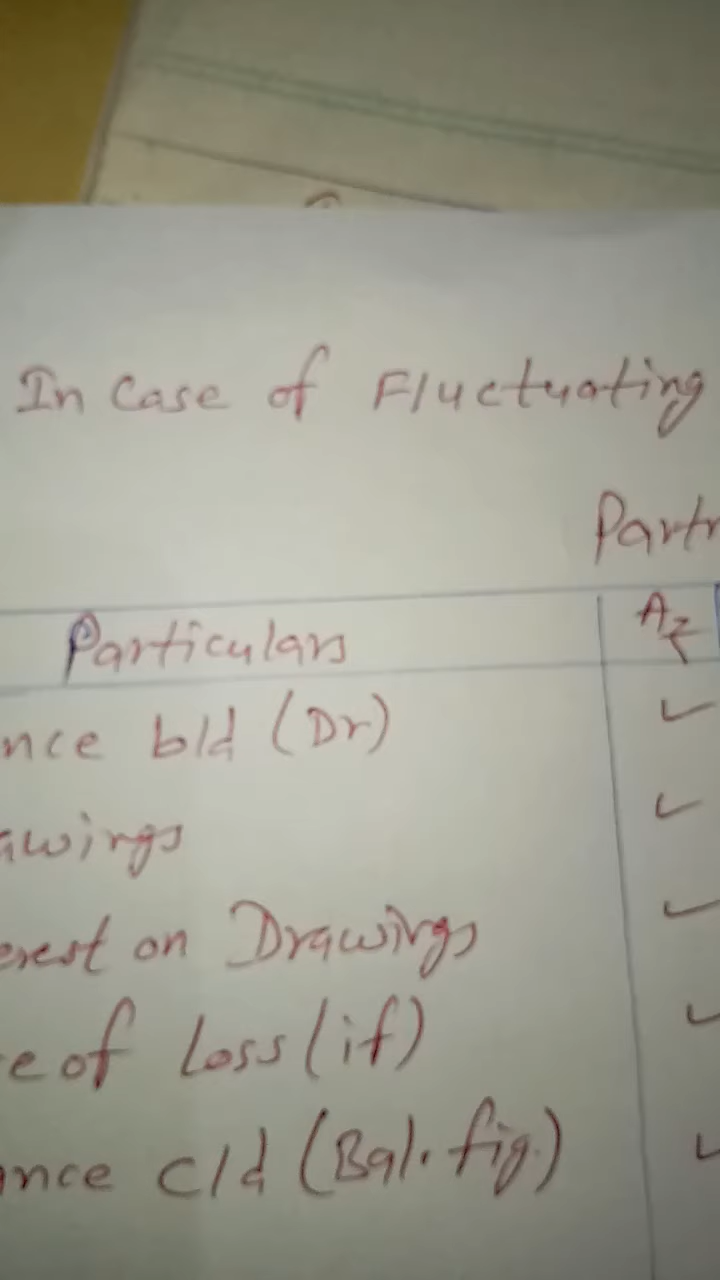 In Case of Fluctuating
Partn
Particulars A ₹
nce b/d (Dr) ✓
awings ✓
erest on Drawings ✓
e of Loss (if) ✓
ance c/d (Bal. fig.) ✓